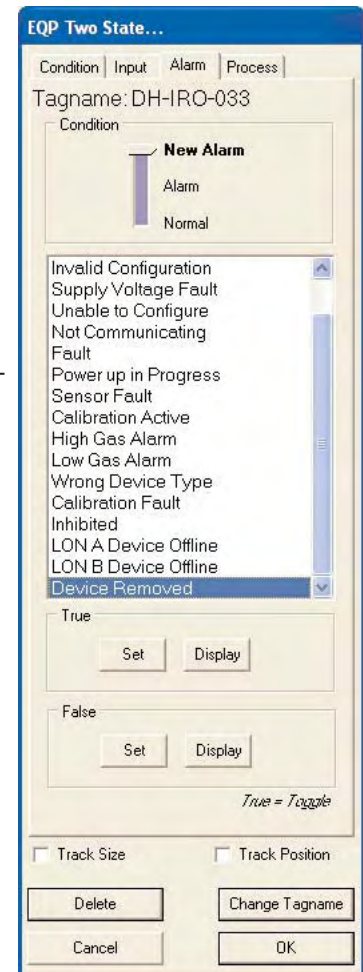 EQP Two State...
Condition Input Alarm Process
Tagname: DH-IRO-033
Condition
New Alarm
Alarm
Normal
Invalid Configuration
Supply Voltage Fault
Unable to Configure
Not Communicating
Fault
Power up in Progress
Sensor Fault
Calibration Active
High Gas Alarm
Low Gas Alarm
Wrong Device Type
Calibration Fault
Inhibited
LON A Device Offline
LON B Device Offline
Device Removed
True
Set Display
False
Set Display
True = Toggle
Track Size Track Position
Delete Change Tagname
Cancel OK